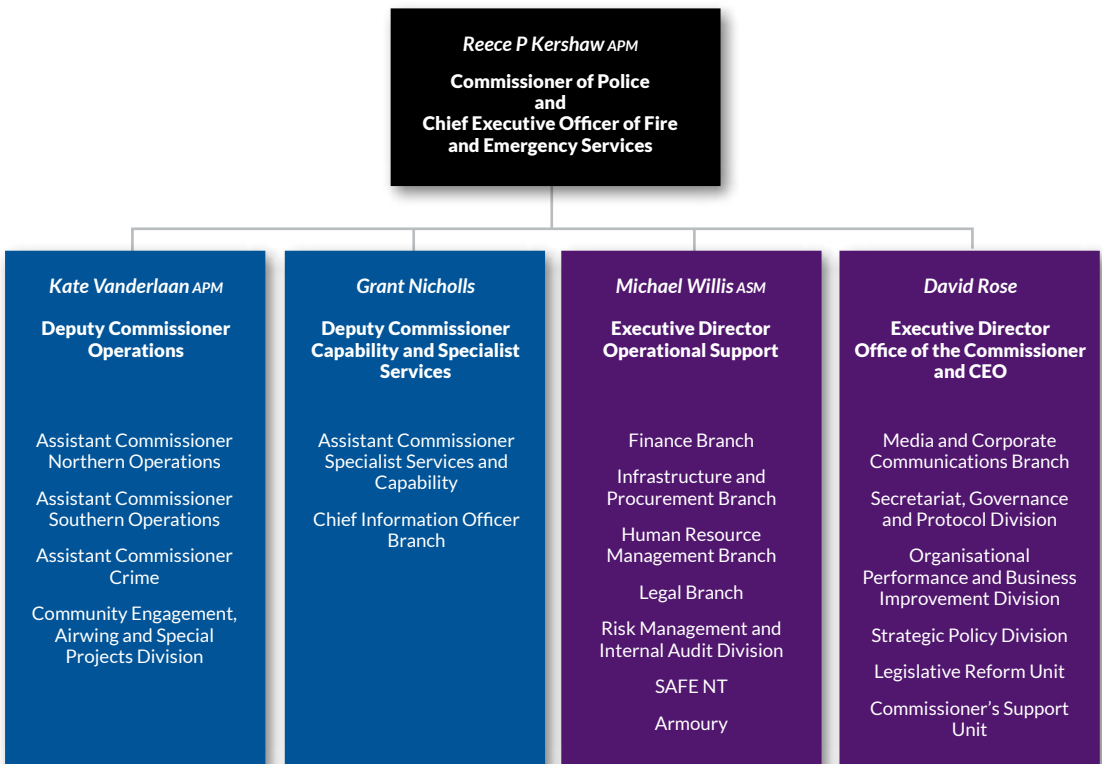 Reece P Kershaw APM
Commissioner of Police
and
Chief Executive Officer of Fire
and Emergency Services
Kate Vanderlaan APM
Deputy Commissioner
Operations
Assistant Commissioner
Northern Operations
Assistant Commissioner
Southern Operations
Assistant Commissioner
Crime
Community Engagement,
Airwing and Special
Projects Division
Grant Nicholls
Deputy Commissioner
Capability and Specialist
Services
Assistant Commissioner
Specialist Services and
Capability
Chief Information Officer
Branch
Michael Willis ASM
Executive Director
Operational Support
Finance Branch
Infrastructure and
Procurement Branch
Human Resource
Management Branch
Legal Branch
Risk Management and
Internal Audit Division
SAFE NT
Armoury
David Rose
Executive Director
Office of the Commissioner
and CEO
Media and Corporate
Communications Branch
Secretariat, Governance
and Protocol Division
Organisational
Performance and Business
Improvement Division
Strategic Policy Division
Legislative Reform Unit
Commissioner’s Support
Unit